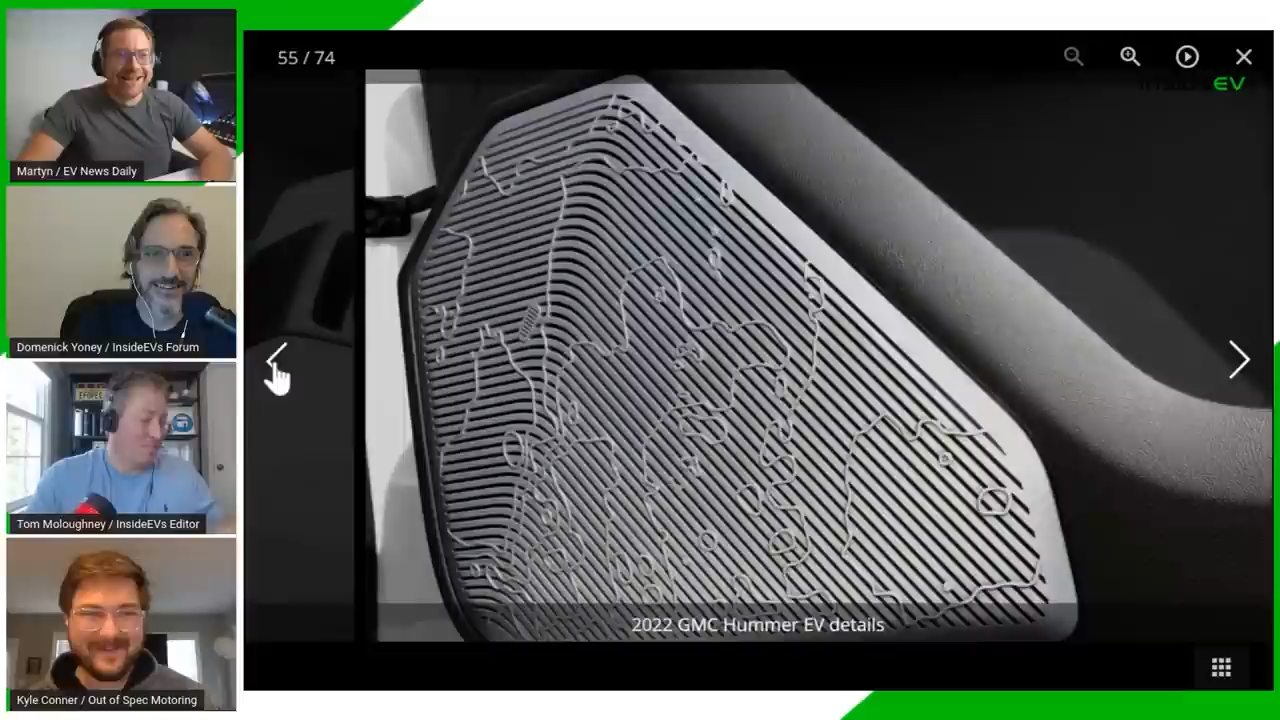 Martyn / EV News Daily
Domenick Yoney / InsideEVs Forum
Tom Moloughney / InsideEVs Editor
Kyle Conner / Out of Spec Motoring
55 / 74
EV
2022 GMC Hummer EV details